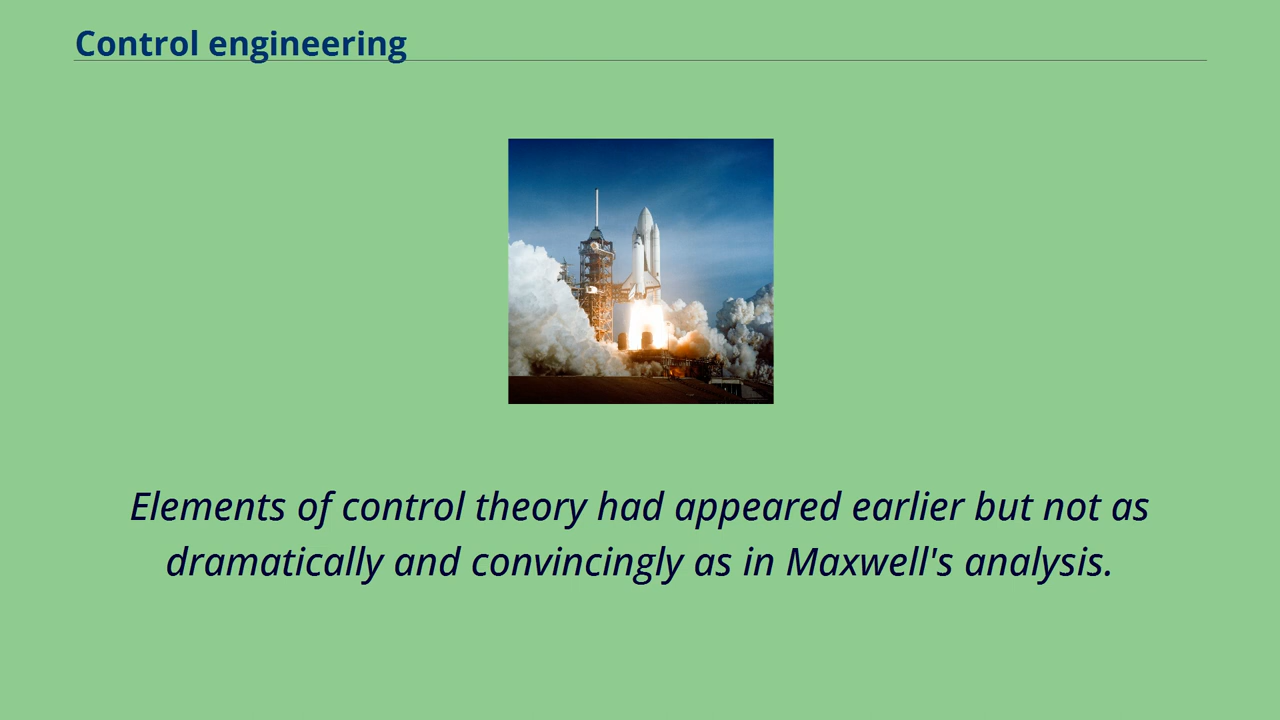 Control engineering
Elements of control theory had appeared earlier but not as
dramatically and convincingly as in Maxwell's analysis.